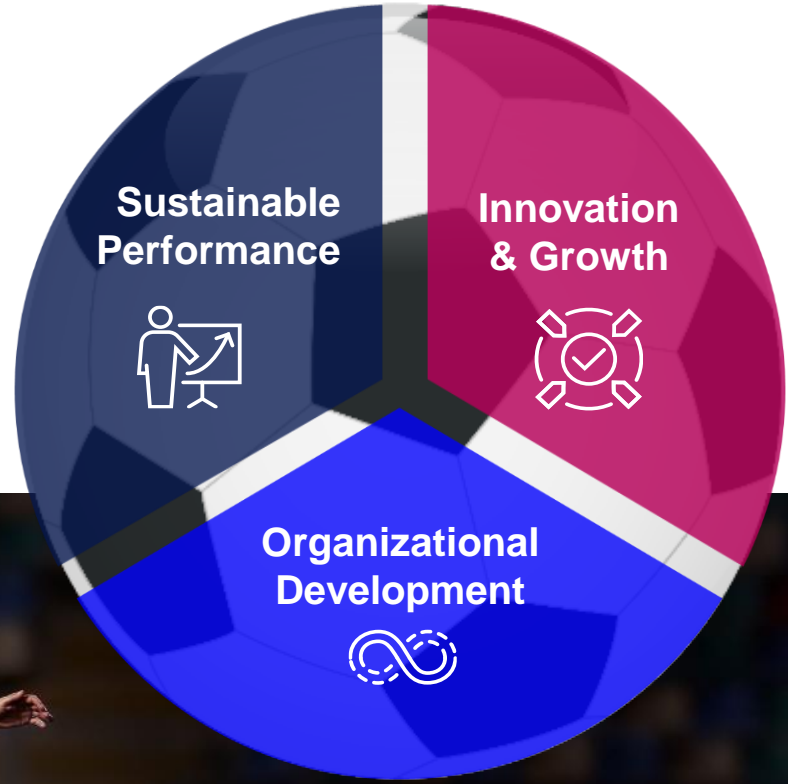 Sustainable
Performance
Innovation
& Growth
Organizational
Development